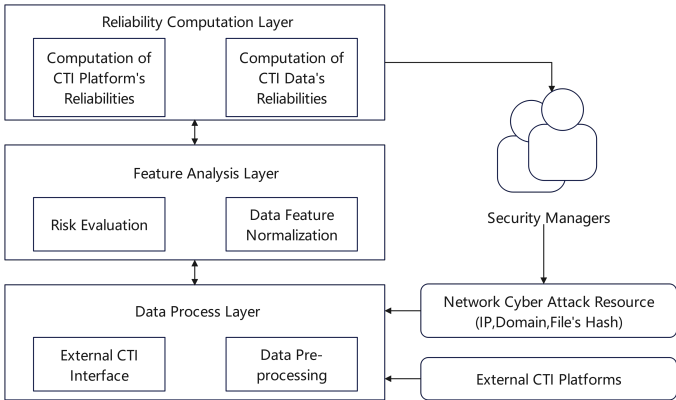 Reliability Computation Layer
Computation of
CTI Platform's
Reliabilities
Computation of
CTI Data's
Reliabilities
Feature Analysis Layer
Risk Evaluation
Data Feature
Normalization
Security Managers
Data Process Layer
External CTI
Interface
Data Pre-
processing
Network Cyber Attack Resource
(IP,Domain,File's Hash)
External CTI Platforms